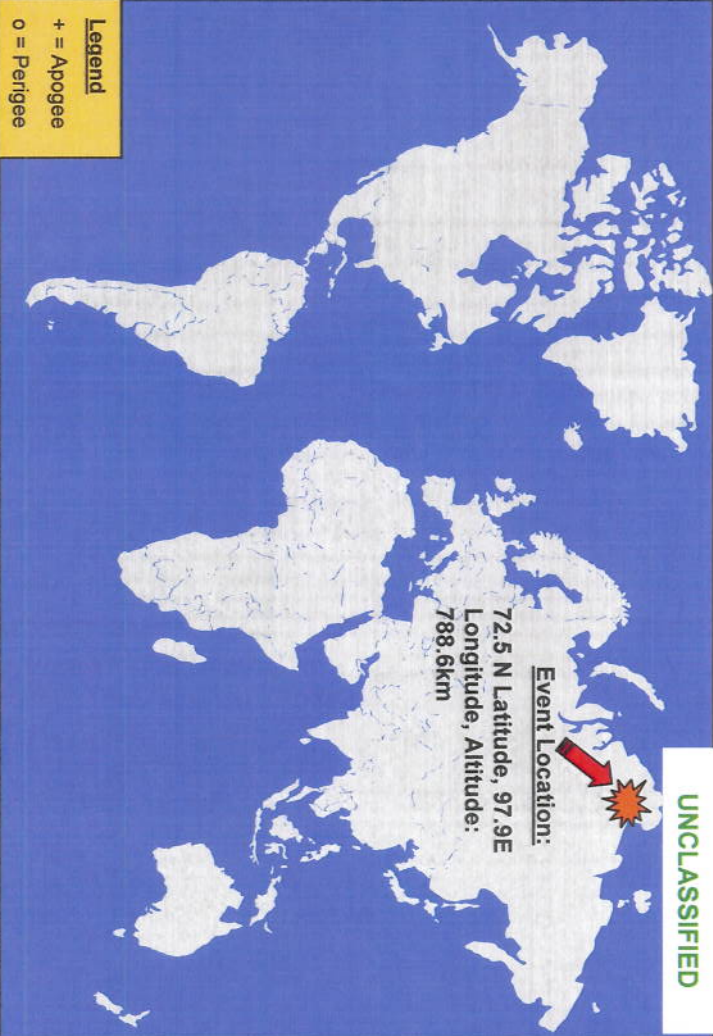 UNCLASSIFIED
Event Location:
72.5 N Latitude, 97.9E
Longitude, Altitude:
788.6km
Legend
+ = Apogee
o = Perigee